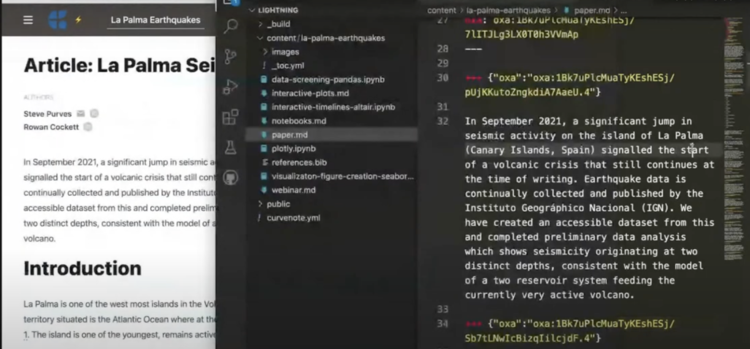 La Palma Earthquakes
Article: La Palma Sei
AUTHORS
Steve Purves
Rowan Cockett
In September 2021, a significant jump in seismic a
signalled the start of a volcanic crisis that still cont
continually collected and published by the Institut
accessible dataset from this and completed prelim
two distinct depths, consistent with the model of a
volcano.
Introduction
La Palma is one of the west most islands in the Vol
territory situated is the Atlantic Ocean where at the
1. The island is one of the youngest, remains active
LIGHTNING
_build
content/la-palma-earthquakes
images
_toc.yml
data-screening-pandas.ipynb
interactive-plots.md
interactive-timelines-altair.ipynb
notebooks.md
paper.md
plotly.ipynb
references.bib
visualizaton-figure-creation-seabor...
webinar.md
public
curvenote.yml
content > la-palma-earthquakes > paper.md > ...
27
7lITJLg3LX0T0h3VVmAp
28 ---
29
30 +++ {"oxa":"oxa:1Bk7uPlcMuaTyKEshESj/
pUjKKutoZngkdiA7AaeU.4"}
31
32 In September 2021, a significant jump in
seismic activity on the island of La Palma
(Canary Islands, Spain) signalled the start
of a volcanic crisis that still continues at
the time of writing. Earthquake data is
continually collected and published by the
Instituto Geográphico Nacional (IGN). We
have created an accessible dataset from this
and completed preliminary data analysis
which shows seismicity originating at two
distinct depths, consistent with the model
of a two reservoir system feeding the
currently very active volcano.
33
34 +++ {"oxa":"oxa:1Bk7uPlcMuaTyKEshESj/
Sb7tLNWIcBizqIilcjdF.4"}